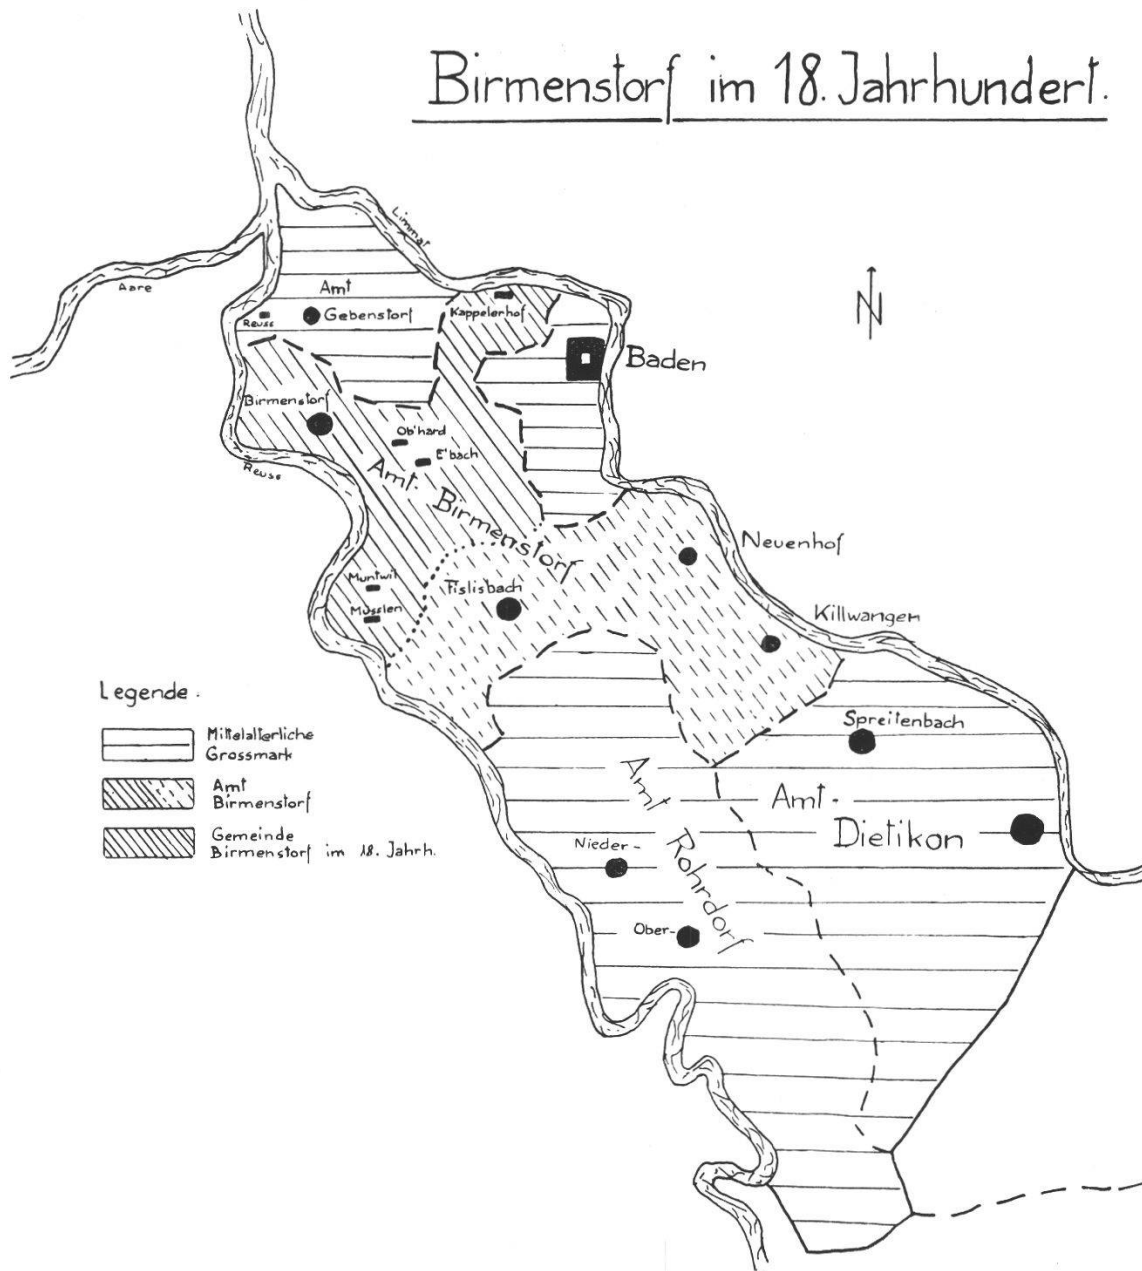 Birmenstorf im 18. Jahrhundert.
Limmat
Aare
Amt
Gebenstorf
Reuss
Kappelerhof
N
Baden
Birmenstorf
Ob'hard
E'bach
Reuss
Amt. Birmenstorf
Neuenhof
Muntwil
Müsslen
Fislisbach
Killwangen
Legende.
Mittelalterliche
Grossmark
Amt
Birmenstorf
Gemeinde
Birmenstorf im 18. Jahrh.
Spreitenbach
Amt Rohrdorf
Amt-
Dietikon
Nieder-
Ober-